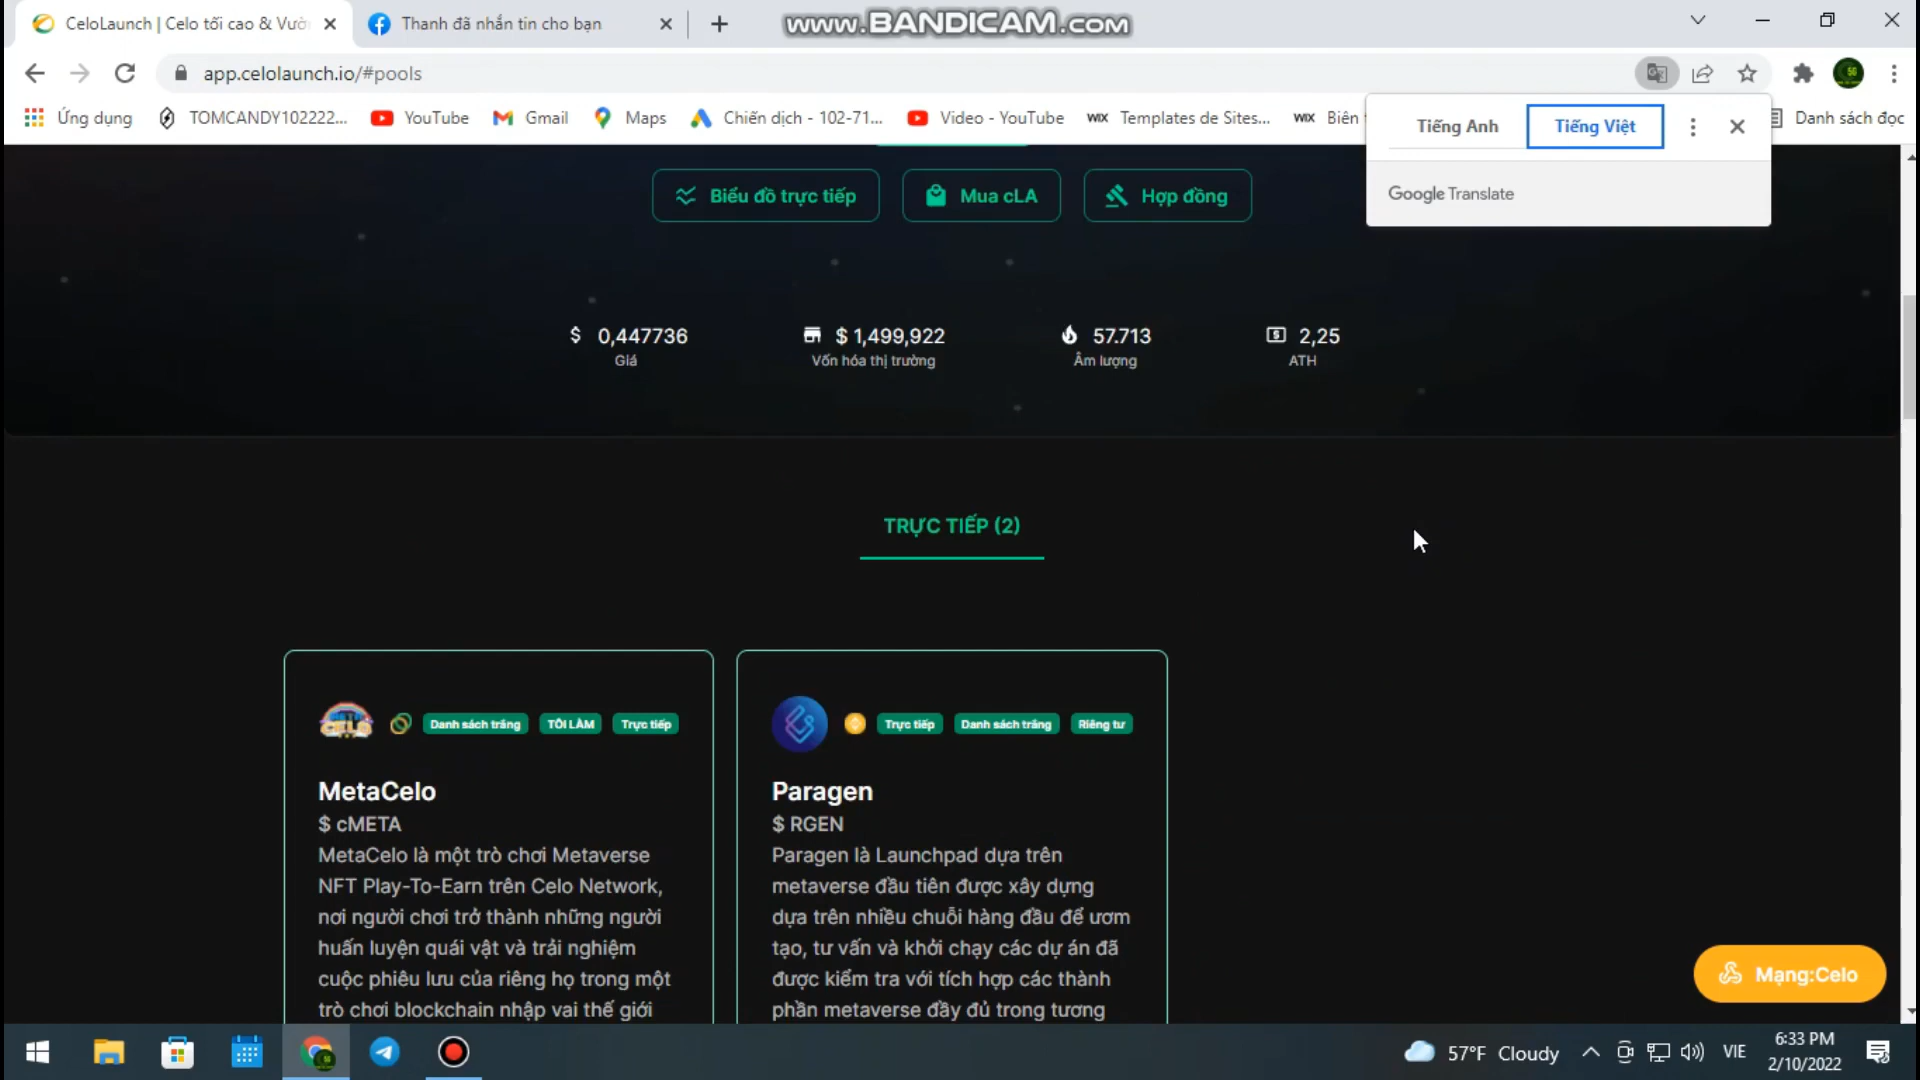 CeloLaunch | Celo tối cao & Vườ
Thanh đã nhắn tin cho bạn
www.BANDICAM.com
app.celolaunch.io/#pools
Ứng dụng
TOMCANDY102222...
YouTube
Gmail
Maps
Chiến dịch - 102-71...
Video - YouTube
WIX Templates de Sites...
WIX Biên
Danh sách đọc
Tiếng Anh
Tiếng Việt
Google Translate
Biểu đồ trực tiếp
Mua cLA
Hợp đồng
$ 0,447736
Giá
$ 1,499,922
Vốn hóa thị trường
57.713
Âm lượng
2,25
ATH
TRỰC TIẾP (2)
Danh sách trắng
TÔI LÀM
Trực tiếp
MetaCelo
$ cMETA
MetaCelo là một trò chơi Metaverse
NFT Play-To-Earn trên Celo Network,
nơi người chơi trở thành những người
huấn luyện quái vật và trải nghiệm
cuộc phiêu lưu của riêng họ trong một
trò chơi blockchain nhập vai thế giới
Trực tiếp
Danh sách trắng
Riêng tư
Paragen
$ RGEN
Paragen là Launchpad dựa trên
metaverse đầu tiên được xây dựng
dựa trên nhiều chuỗi hàng đầu để ươm
tạo, tư vấn và khởi chạy các dự án đã
được kiểm tra với tích hợp các thành
phần metaverse đầy đủ trong tương
Mạng:Celo
57°F Cloudy
VIE
6:33 PM
2/10/2022